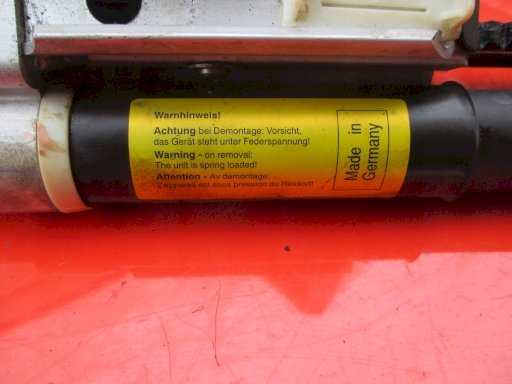 Warnhinweis!
Achtung bei Demontage: Vorsicht,
das Gerät steht unter Federspannung!
Warning - on removal:
The unit is spring loaded!
Attention - Av demontage:
L'eppareil est sous pression du Ressort!
Made in
Germany